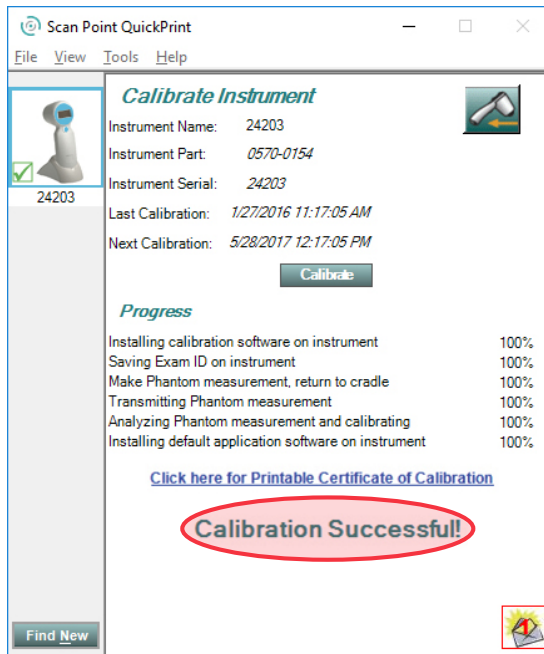 Scan Point QuickPrint
File View Tools Help
Calibrate Instrument
Instrument Name: 24203
Instrument Part: 0570-0154
Instrument Serial: 24203
24203
Last Calibration: 1/27/2016 11:17:05 AM
Next Calibration: 5/28/2017 12:17:05 PM
Calibrate
Progress
Installing calibration software on instrument 100%
Saving Exam ID on instrument 100%
Make Phantom measurement, return to cradle 100%
Transmitting Phantom measurement 100%
Analyzing Phantom measurement and calibrating 100%
Installing default application software on instrument 100%
Click here for Printable Certificate of Calibration
Calibration Successful!
Find New
1